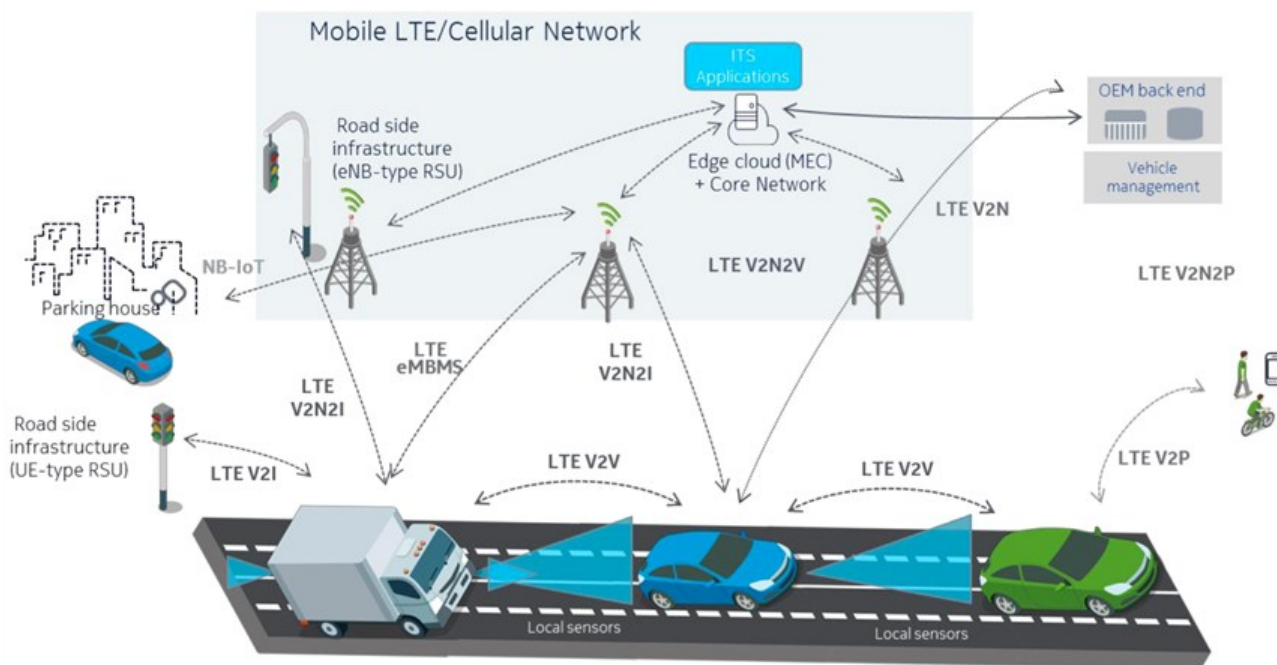 Mobile LTE/Cellular Network
ITS
Applications
OEM back end
Road side
infrastructure
(eNB-type RSU)
Edge cloud (MEC)
+ Core Network
Vehicle
management
LTE V2N
NB-IoT
LTE V2N2V
LTE V2N2P
Parking house
LTE
eMBMS
LTE
V2N2I
LTE
V2N2I
Road side
infrastructure
(UE-type RSU)
LTE V2I
LTE V2V
LTE V2V
LTE V2P
Local sensors
Local sensors